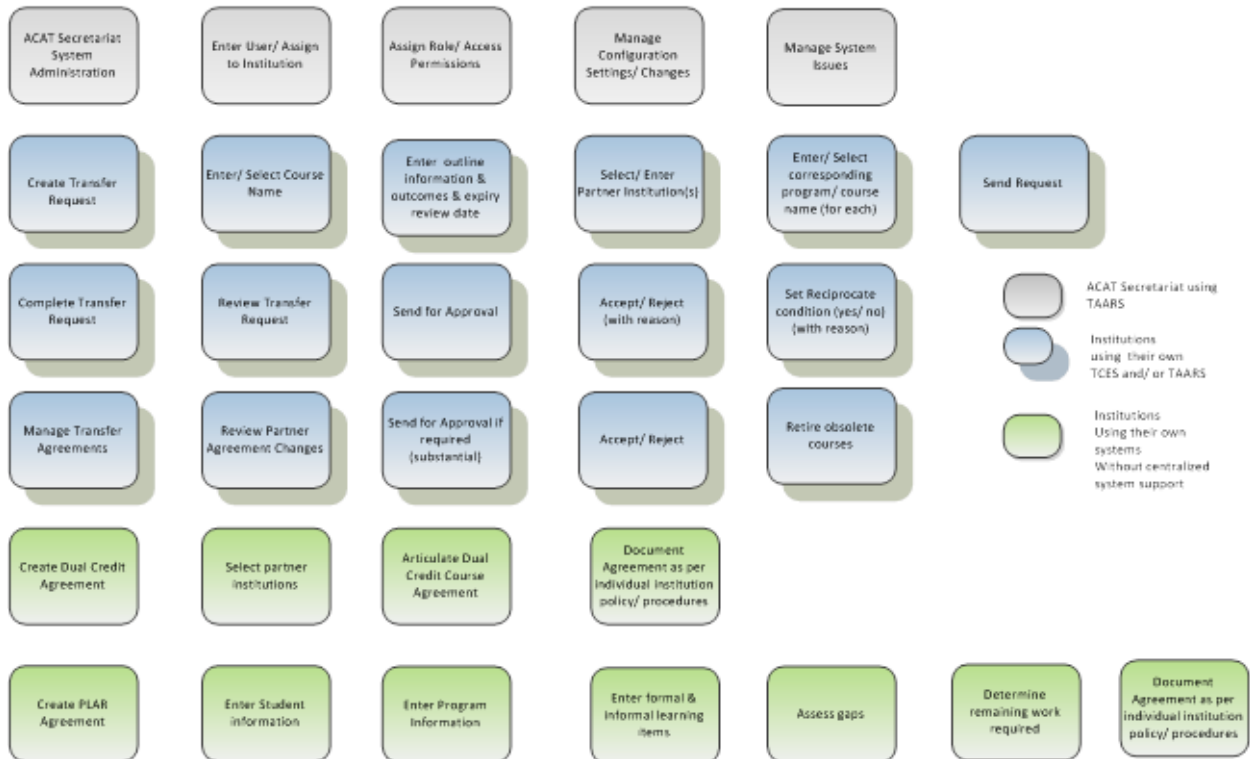 ACAT Secretariat
System
Administration
Enter User/ Assign
to Institution
Assign Role/ Access
Permissions
Manage
Configuration
Settings/ Changes
Manage System
Issues
Create Transfer
Request
Enter/ Select Course
Name
Enter outline
information &
outcomes & expiry
review date
Select/ Enter
Partner Institution(s)
Enter/ Select
corresponding
program/ course
name (for each)
Send Request
Complete Transfer
Request
Review Transfer
Request
Send for Approval
Accept/ Reject
(with reason)
Set Reciprocate
condition (yes/ no)
(with reason)
ACAT Secretariat using
TAARS
Institutions
using their own
TCES and/ or TAARS
Institutions
Using their own
systems
Without centralized
system support
Manage Transfer
Agreements
Review Partner
Agreement Changes
Send for Approval if
required
(substantial)
Accept/ Reject
Retire obsolete
courses
Create Dual Credit
Agreement
Select partner
institutions
Articulate Dual
Credit Course
Agreement
Document
Agreement as per
individual institution
policy/ procedures
Create PLAR
Agreement
Enter Student
information
Enter Program
Information
Enter formal &
informal learning
items
Assess gaps
Determine
remaining work
required
Document
Agreement as per
individual institution
policy/ procedures